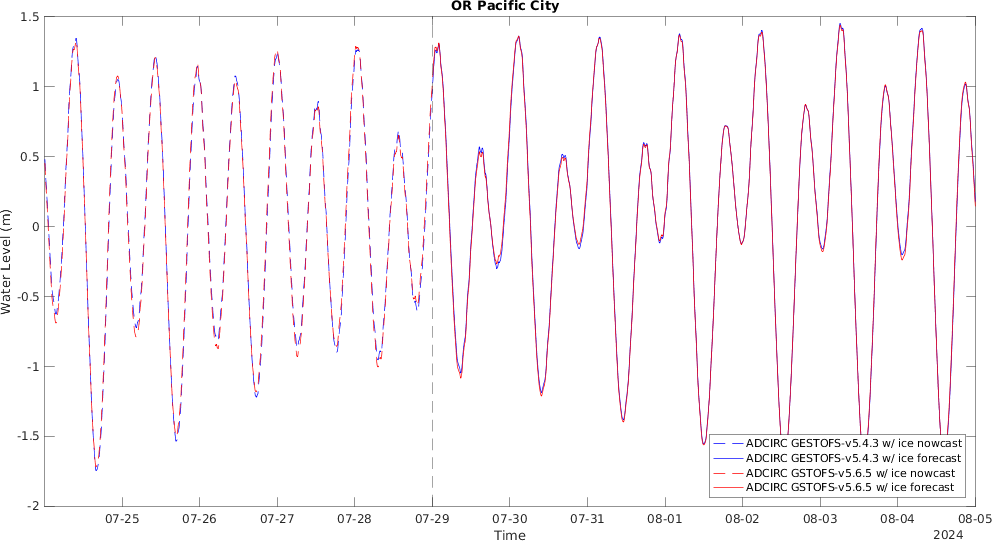 OR Pacific City
1.5
1
0.5
0
-0.5
-1
-1.5
-2
Water Level (m)
ADCIRC GESTOFS-v5.4.3 w/ ice nowcast
ADCIRC GESTOFS-v5.4.3 w/ ice forecast
ADCIRC GSTOFS-v5.6.5 w/ ice nowcast
ADCIRC GSTOFS-v5.6.5 w/ ice forecast
07-25 07-26 07-27 07-28 07-29 07-30 07-31 08-01 08-02 08-03 08-04 08-05
Time
2024